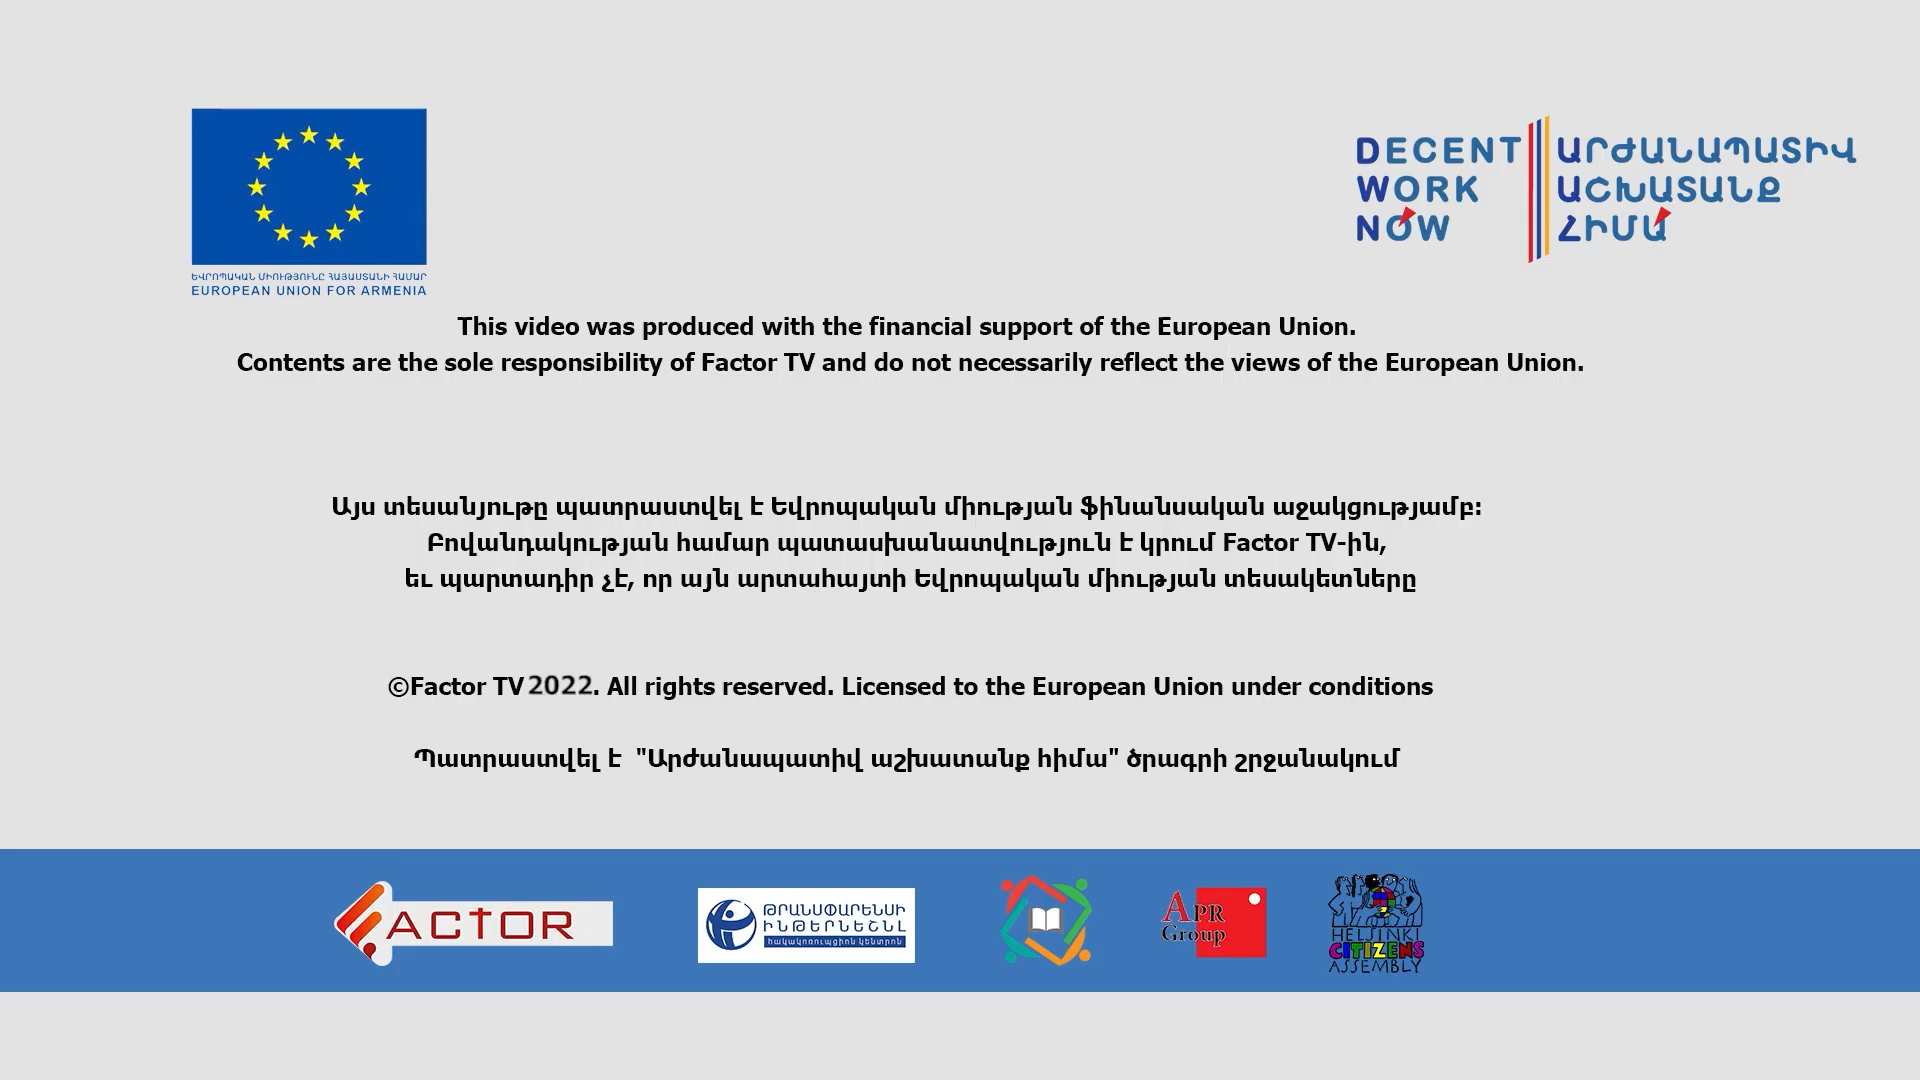 ԵՎՐՈՊԱԿԱՆ ՄԻՈՒԹՅՈՒՆԸ ՀԱՅԱՍՏԱՆԻ ՀԱՄԱՐ
EUROPEAN UNION FOR ARMENIA
DECENT
WORK
NOW
ԱՐԺԱՆԱՊԱՏԻՎ
ԱՇԽԱՏԱՆՔ
ՀԻՄԱ
This video was produced with the financial support of the European Union.
Contents are the sole responsibility of Factor TV and do not necessarily reflect the views of the European Union.
Այս տեսանյութը պատրաստվել է Եվրոպական միության ֆինանսական աջակցությամբ:
Բովանդակության համար պատասխանատվություն է կրում Factor TV-ին,
եւ պարտադիր չէ, որ այն արտահայտի Եվրոպական միության տեսակետները
©Factor TV 2022. All rights reserved. Licensed to the European Union under conditions
Պատրաստվել է "Արժանապատիվ աշխատանք հիմա" ծրագրի շրջանակում
FACTOR
ԹՐԱՆՍՓԱՐԵՆՍԻ
ԻՆԹԵՐՆԵՇՆԼ
հակակոռուպցիոն կենտրոն
APR
Group
HELSINKI
CITIZENS
ASSEMBLY